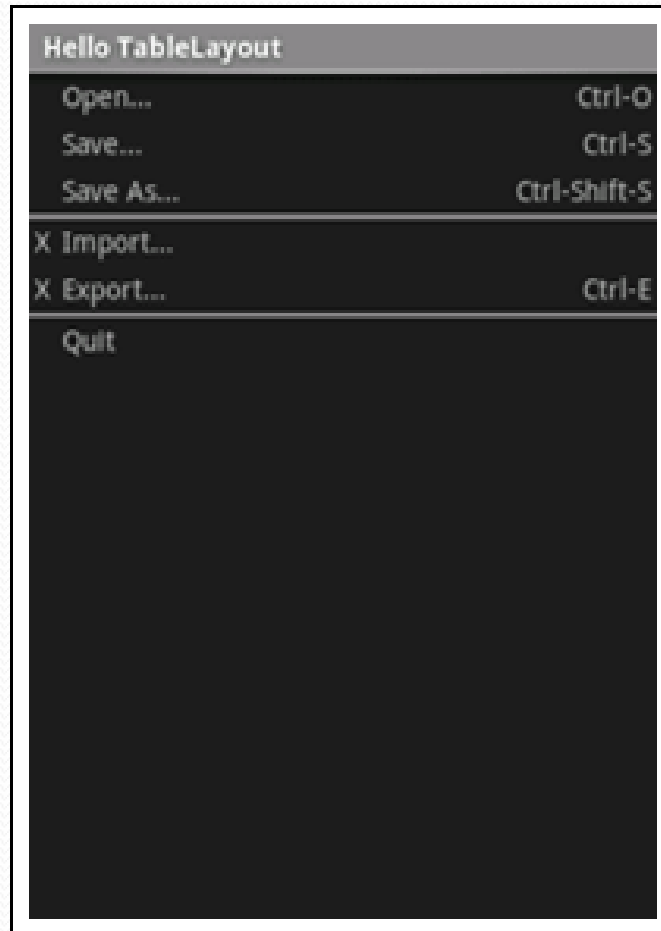 Hello TableLayout
Open... Ctrl-O
Save... Ctrl-S
Save As... Ctrl-Shift-S
X Import...
X Export... Ctrl-E
Quit